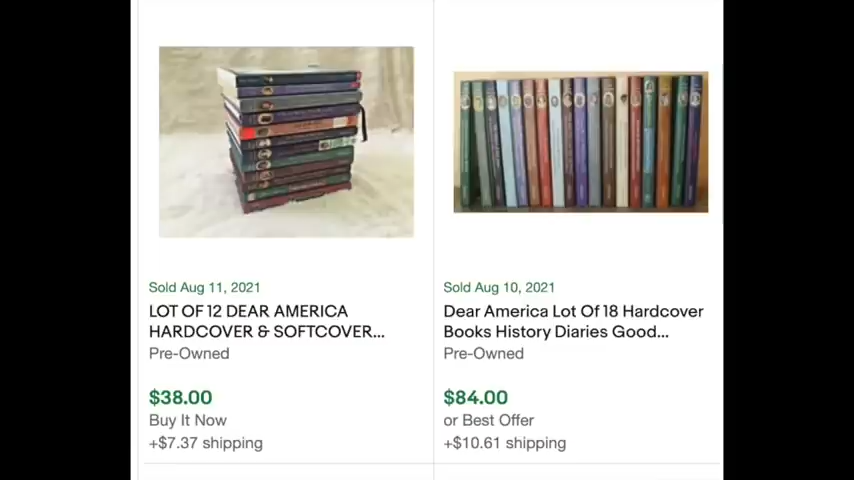 Sold Aug 11, 2021
LOT OF 12 DEAR AMERICA
HARDCOVER & SOFTCOVER...
Pre-Owned
$38.00
Buy It Now
+$7.37 shipping
Sold Aug 10, 2021
Dear America Lot Of 18 Hardcover
Books History Diaries Good...
Pre-Owned
$84.00
or Best Offer
+$10.61 shipping